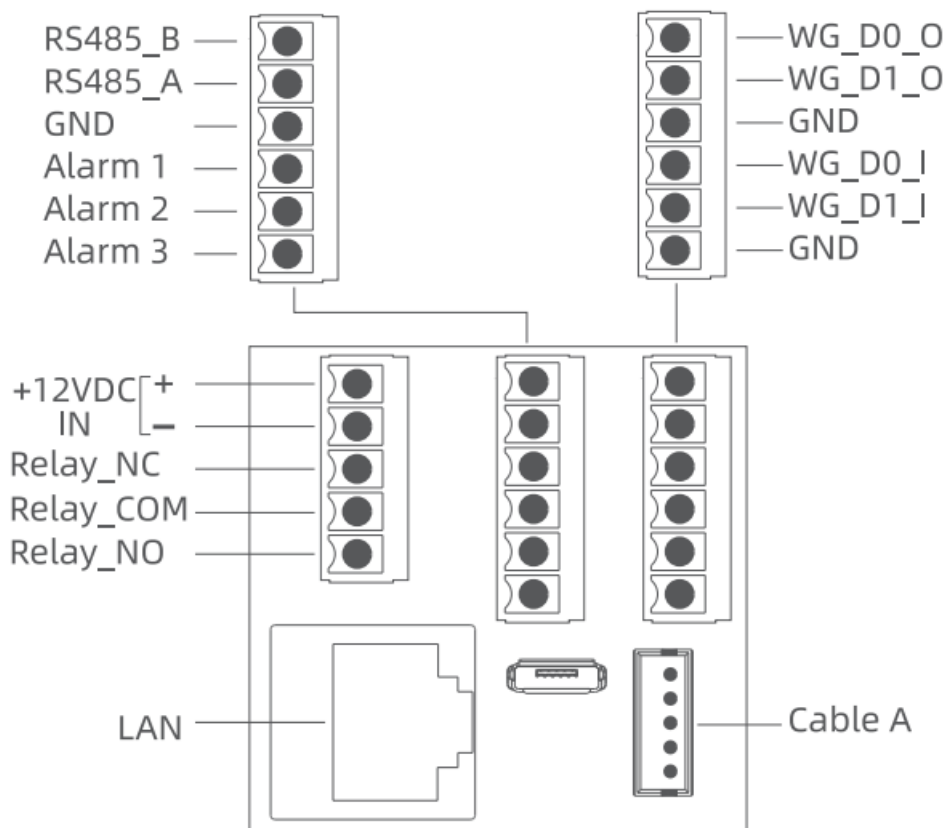 RS485_B
RS485_A
GND
Alarm 1
Alarm 2
Alarm 3
WG_D0_O
WG_D1_O
GND
WG_D0_I
WG_D1_I
GND
+12VDC +
IN −
Relay_NC
Relay_COM
Relay_NO
LAN
Cable A